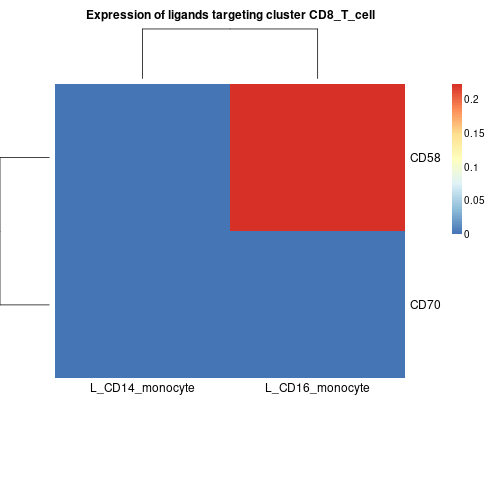 Expression of ligands targeting cluster CD8_T_cell
0.2
0.15
0.1
0.05
0
CD58
CD70
L_CD14_monocyte
L_CD16_monocyte